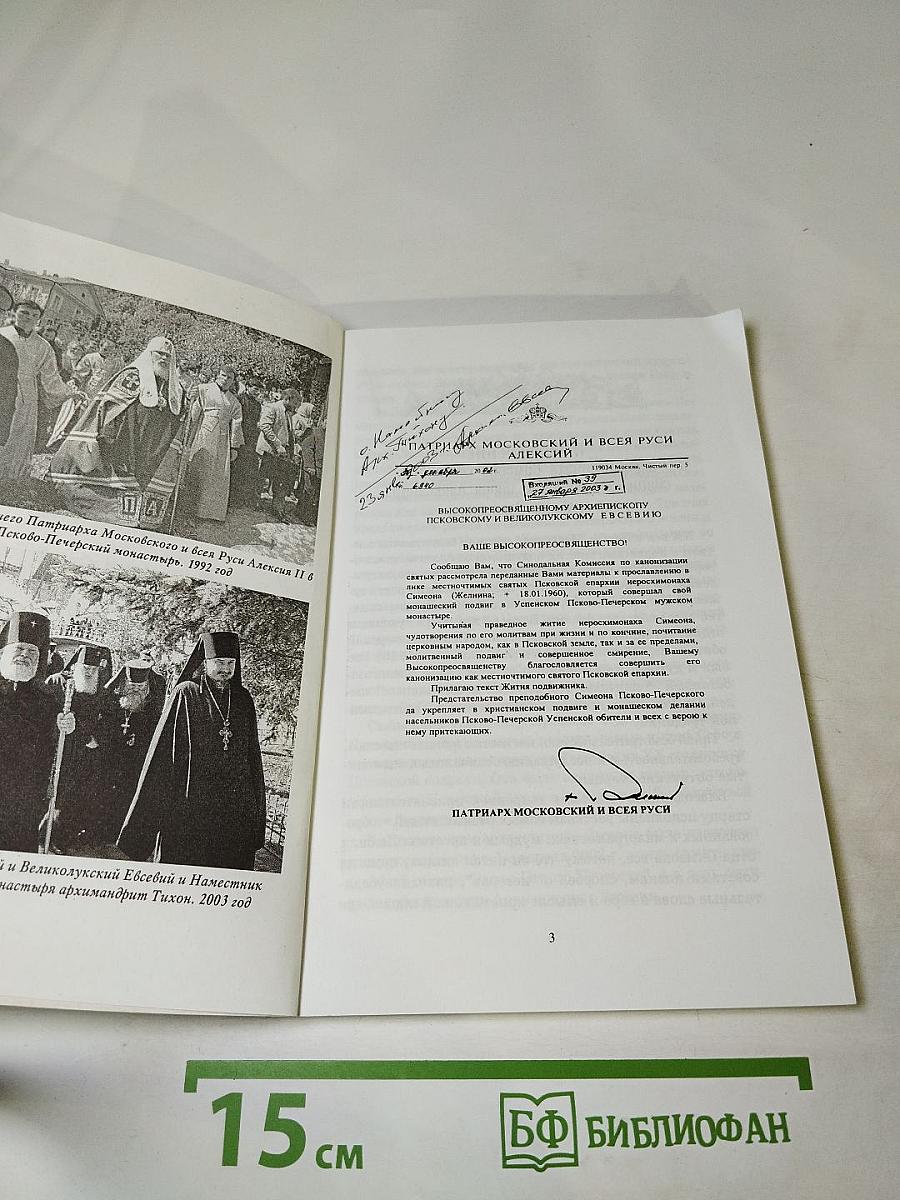 щего Патриарха Московского и всея Руси Алексия II в
Псково-Печерский монастырь. 1992 год
й и Великолукский Евсевий и Наместник
настыря архимандрит Тихон. 2003 год
ПАТРИАРХ МОСКОВСКИЙ И ВСЕЯ РУСИ
АЛЕКСИЙ
119034 Москва, Чистый пер. 5
декабря
6840
Входящий № 39
27 января 2003 г.
ВЫСОКОПРЕОСВЯЩЕННОМУ АРХИЕПИСКОПУ
ПСКОВСКОМУ И ВЕЛИКОЛУКСКОМУ ЕВСЕВИЮ
ВАШЕ ВЫСОКОПРЕОСВЯЩЕНСТВО!
Сообщаю Вам, что Синодальная Комиссия по канонизации
святых рассмотрела переданные Вами материалы к прославлению в
лике местночтимых святых Псковской епархии иеросхимонаха
Симеона (Желнина; + 18.01.1960), который совершал свой
монашеский подвиг в Успенском Псково-Печерском мужском
монастыре.
Учитывая праведное житие иеросхимонаха Симеона,
чудотворения по его молитвам при жизни и по кончине, почитание
церковным народом, как в Псковской земле, так и за ее пределами,
молитвенный подвиг и совершенное смирение, Вашему
Высокопреосвященству благословляется совершить его
канонизацию как местночтимого святого Псковской епархии.
Прилагаю текст Жития подвижника.
Предстательство преподобного Симеона Псково-Печерского
да укрепляет в христианском подвиге и монашеском делании
насельников Псково-Печерской Успенской обители и всех с верою к
нему притекающих.
ПАТРИАРХ МОСКОВСКИЙ И ВСЕЯ РУСИ
3
15 см
БФ БИБЛИОФАН